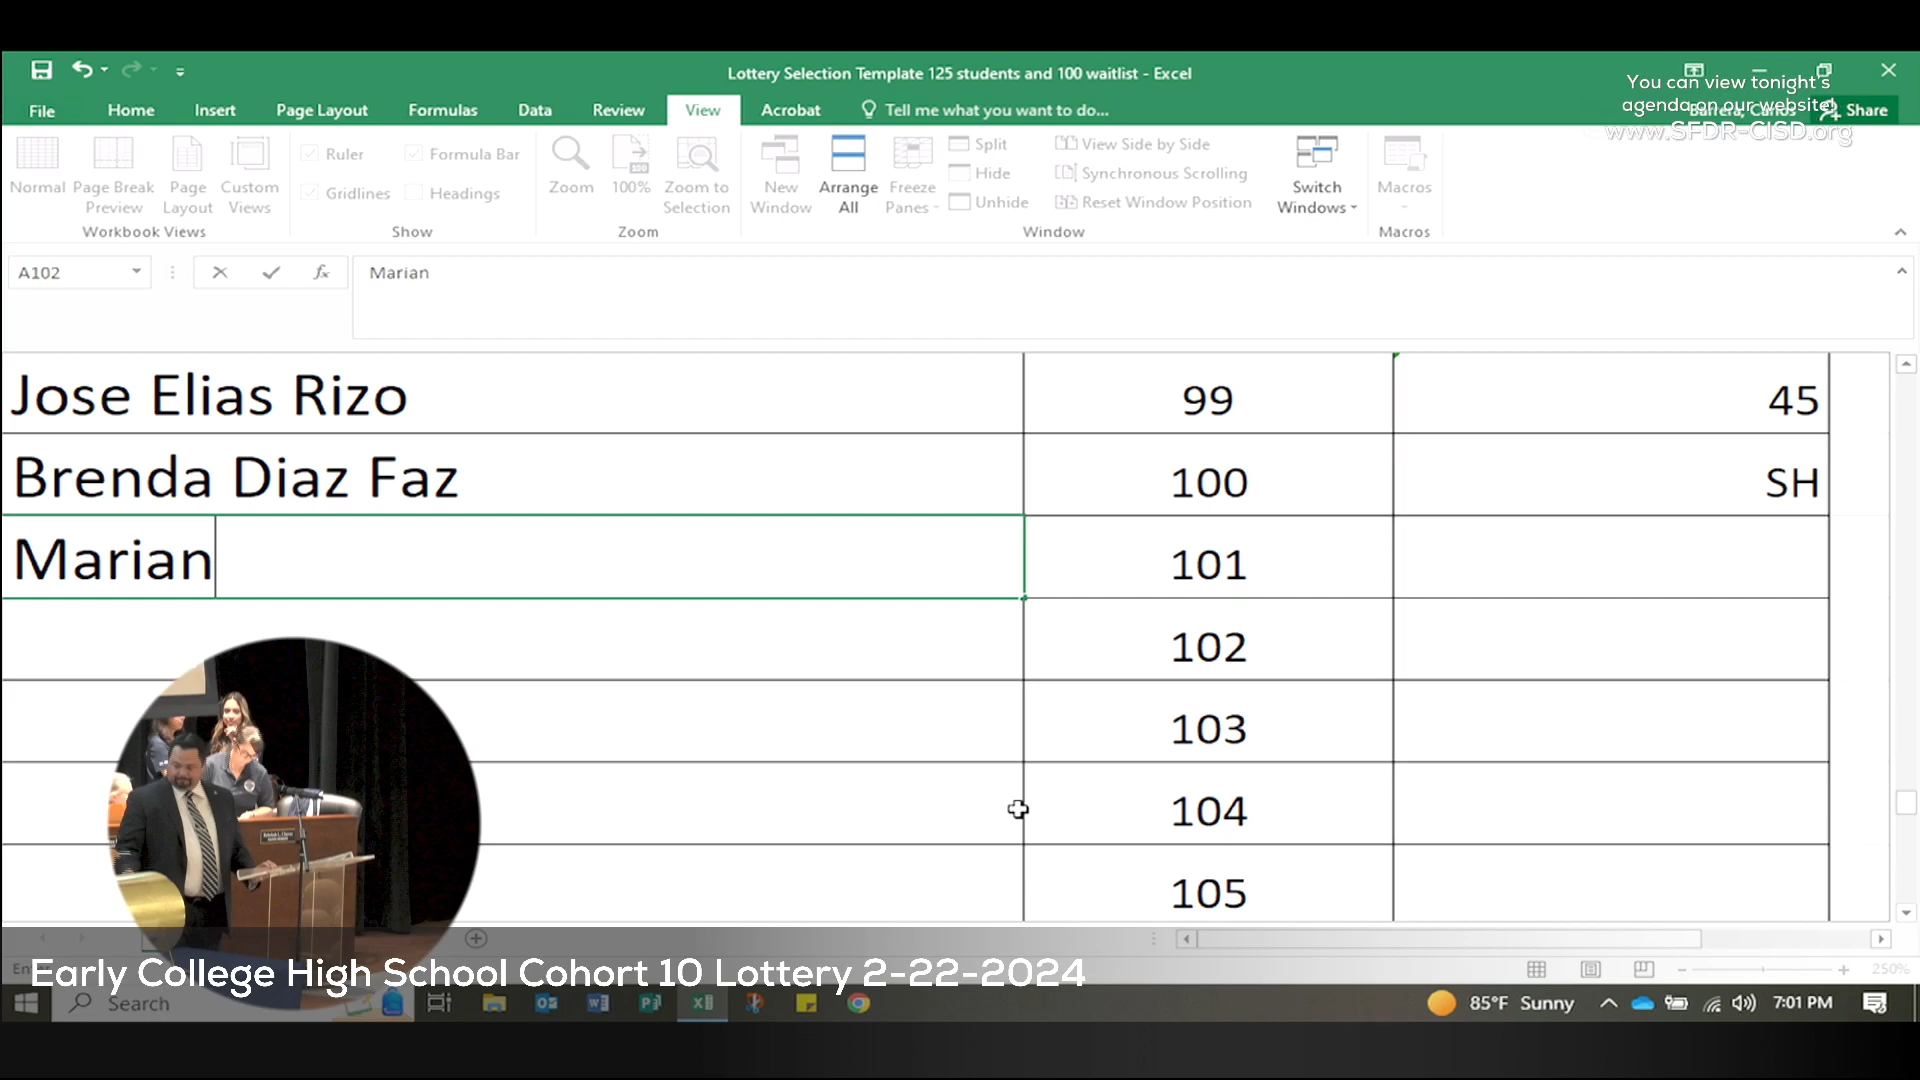 Lottery Selection Template 125 students and 100 waitlist - Excel
You can view tonight's
agenda on our website!
www.SFDR-CISD.org
File Home Insert Page Layout Formulas Data Review View Acrobat Tell me what you want to do... Barrera, Carlos Share
Normal Page Break Preview Page Layout Custom Views
Workbook Views
Ruler Formula Bar
Gridlines Headings
Show
Zoom 100% Zoom to Selection
Zoom
New Window Arrange All Freeze Panes
Split
Hide
Unhide
View Side by Side
Synchronous Scrolling
Reset Window Position
Window
Switch Windows
Macros
Macros
A102 fx Marian
Jose Elias Rizo 99 45
Brenda Diaz Faz 100 SH
Marian 101
102
103
104
105
Early College High School Cohort 10 Lottery 2-22-2024
250%
Search
85°F Sunny 7:01 PM